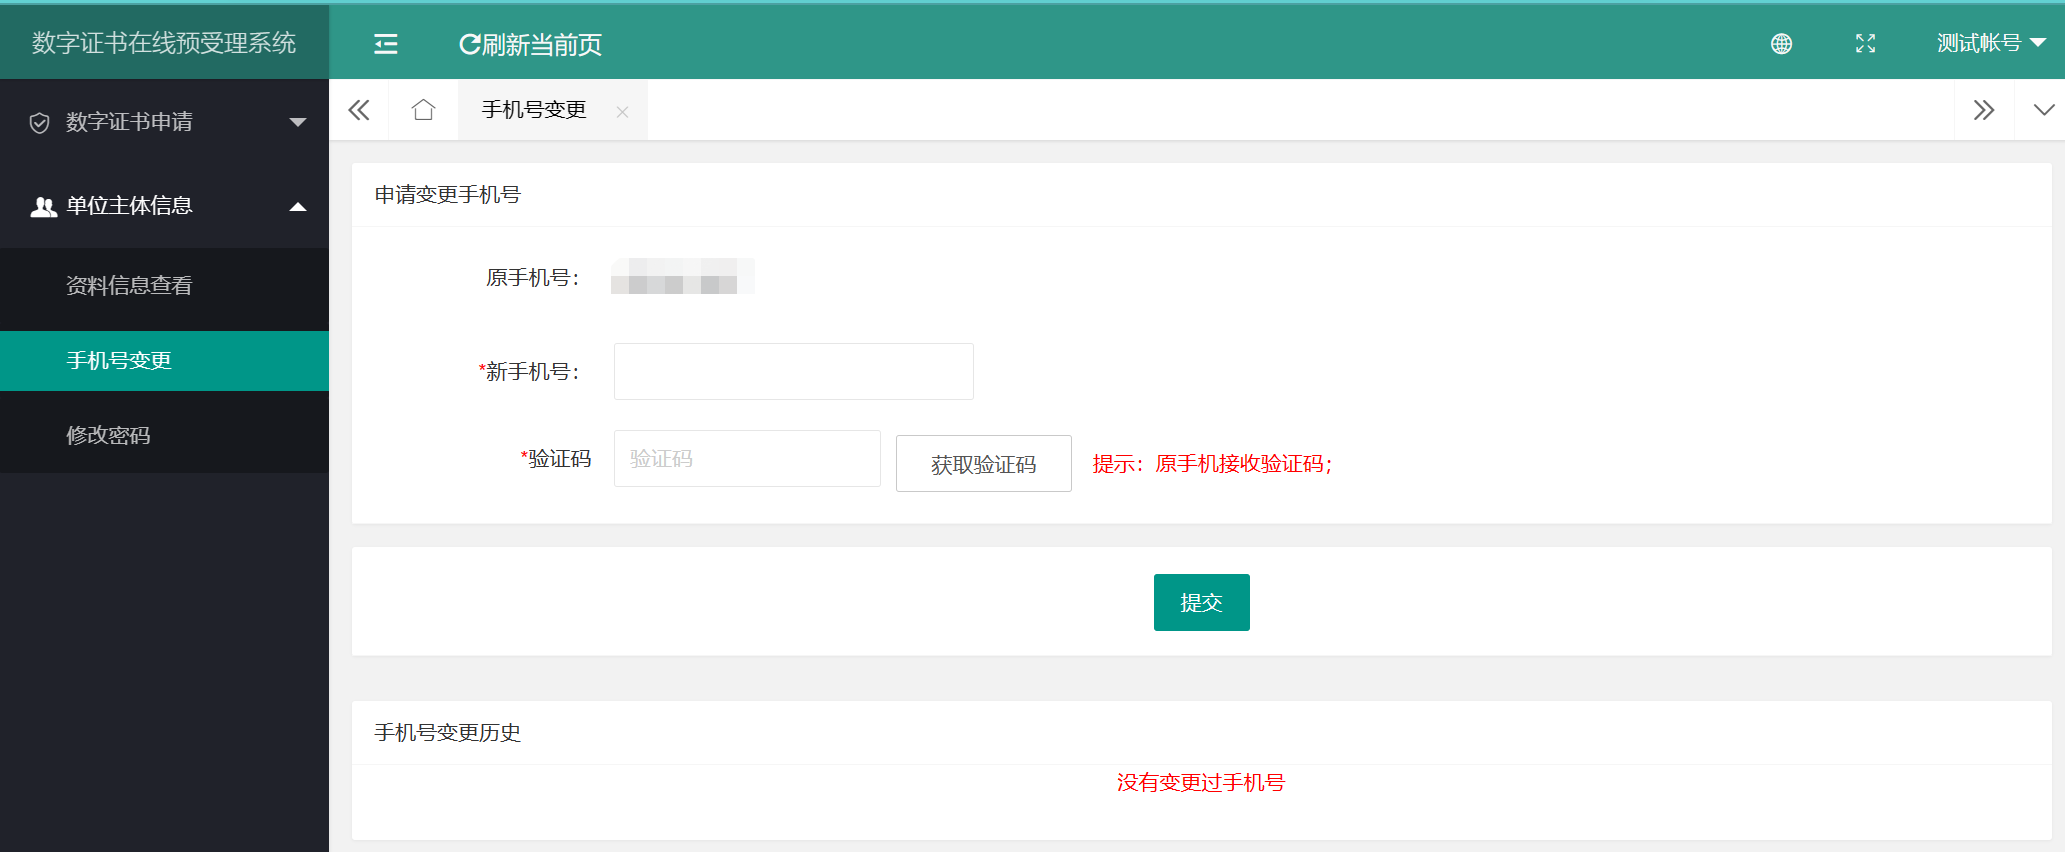 数字证书在线预受理系统
刷新当前页
测试帐号
数字证书申请
单位主体信息
资料信息查看
手机号变更
修改密码
手机号变更
申请变更手机号
原手机号：
*新手机号：
*验证码
验证码
获取验证码
提示：原手机接收验证码；
提交
手机号变更历史
没有变更过手机号